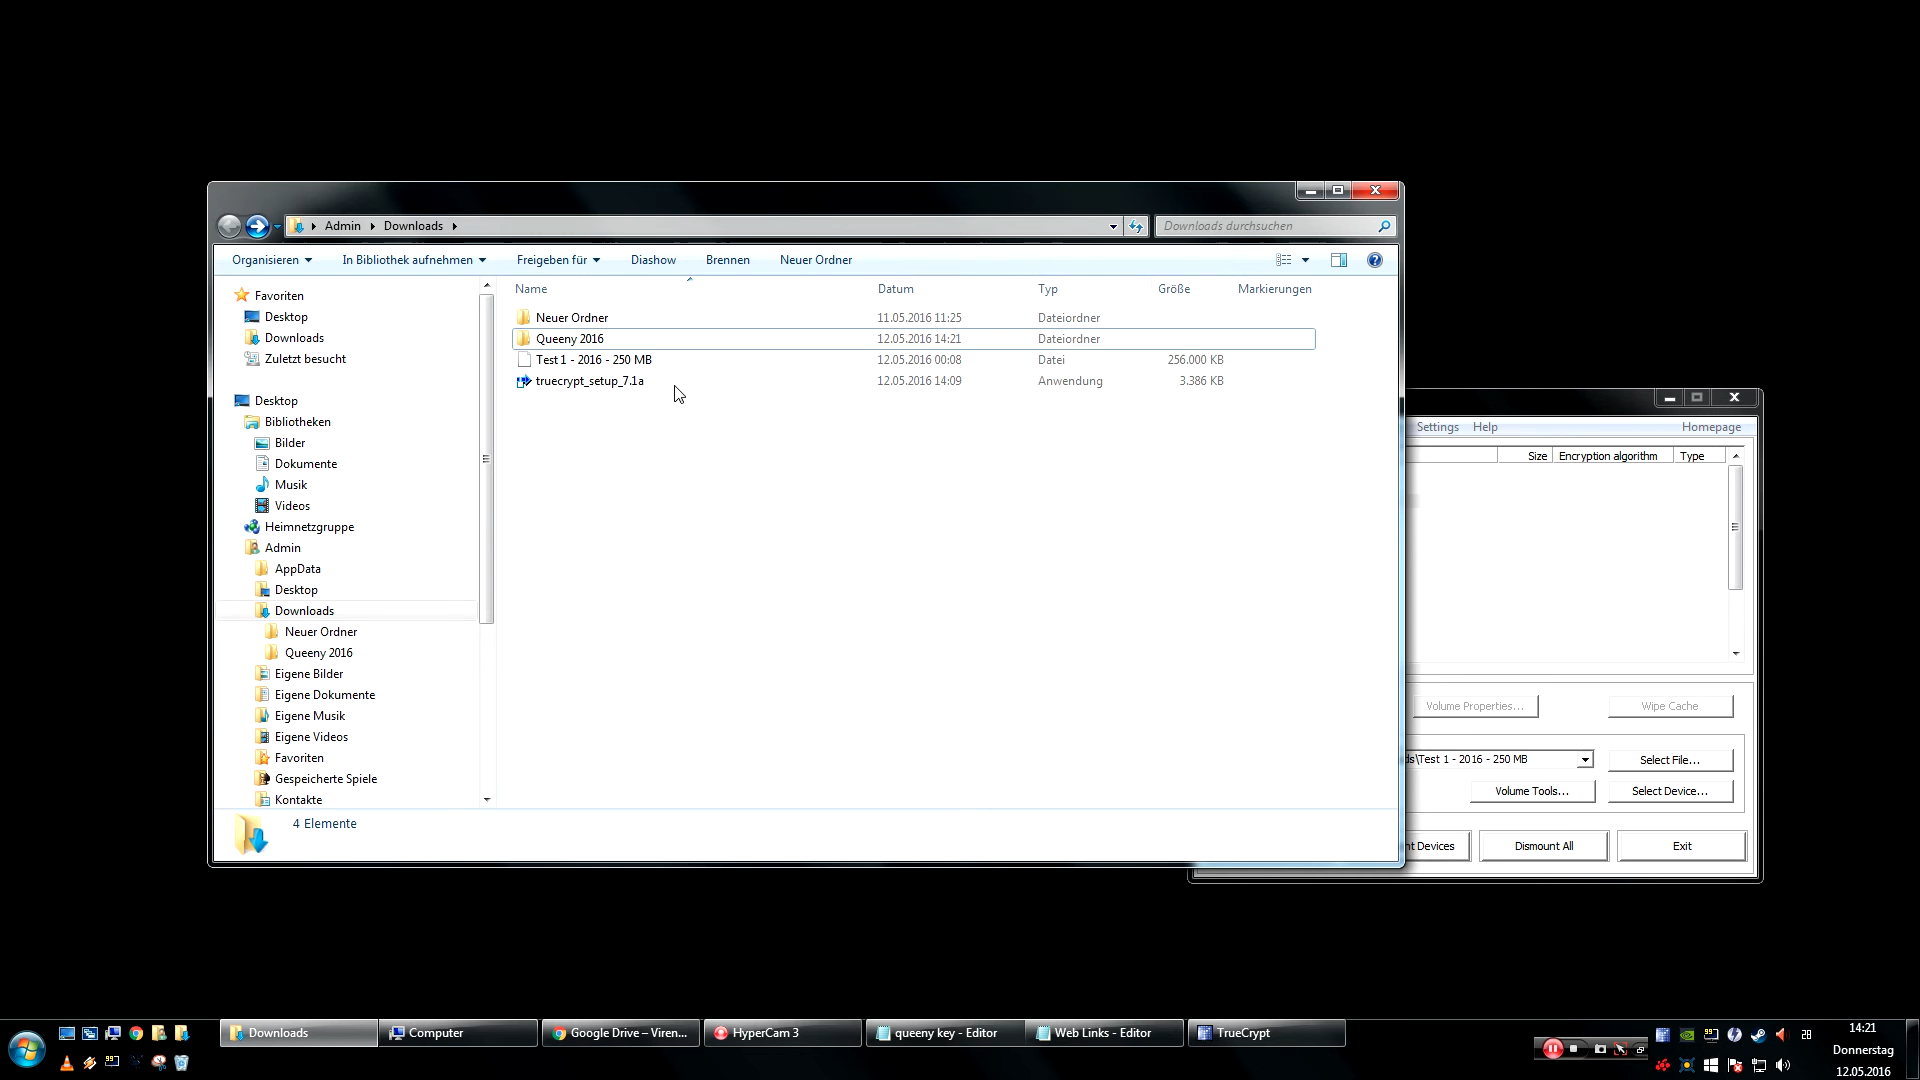 Admin Downloads
Downloads durchsuchen
Organisieren In Bibliothek aufnehmen Freigeben für Diashow Brennen Neuer Ordner
Name Datum Typ Größe Markierungen
Neuer Ordner 11.05.2016 11:25 Dateiordner
Queeny 2016 12.05.2016 14:21 Dateiordner
Test 1 - 2016 - 250 MB 12.05.2016 00:08 Datei 256.000 KB
truecrypt_setup_7.1a 12.05.2016 14:09 Anwendung 3.386 KB
Favoriten
Desktop
Downloads
Zuletzt besucht
Desktop
Bibliotheken
Bilder
Dokumente
Musik
Videos
Heimnetzgruppe
Admin
AppData
Desktop
Downloads
Neuer Ordner
Queeny 2016
Eigene Bilder
Eigene Dokumente
Eigene Musik
Eigene Videos
Favoriten
Gespeicherte Spiele
Kontakte
4 Elemente
Settings Help Homepage
Size Encryption algorithm Type
Volume Properties... Wipe Cache
ds\Test 1 - 2016 - 250 MB Select File...
Volume Tools... Select Device...
nt Devices Dismount All Exit
Downloads Computer Google Drive – Viren... HyperCam 3 queeny key - Editor Web Links - Editor TrueCrypt
28
14:21
Donnerstag
12.05.2016